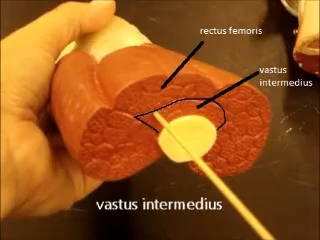 rectus femoris
vastus
intermedius
vastus intermedius